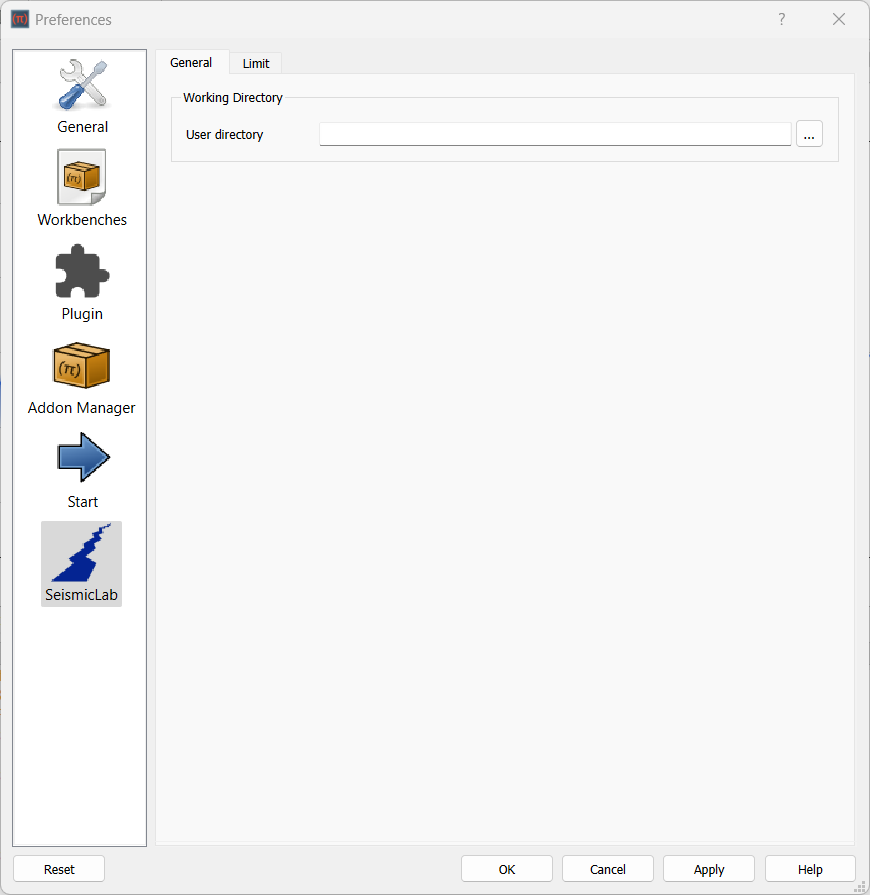 (π) Preferences
?
General
Workbenches
Plugin
Addon Manager
Start
SeismicLab
General Limit
Working Directory
User directory ...
(π)
(π)
Reset OK Cancel Apply Help